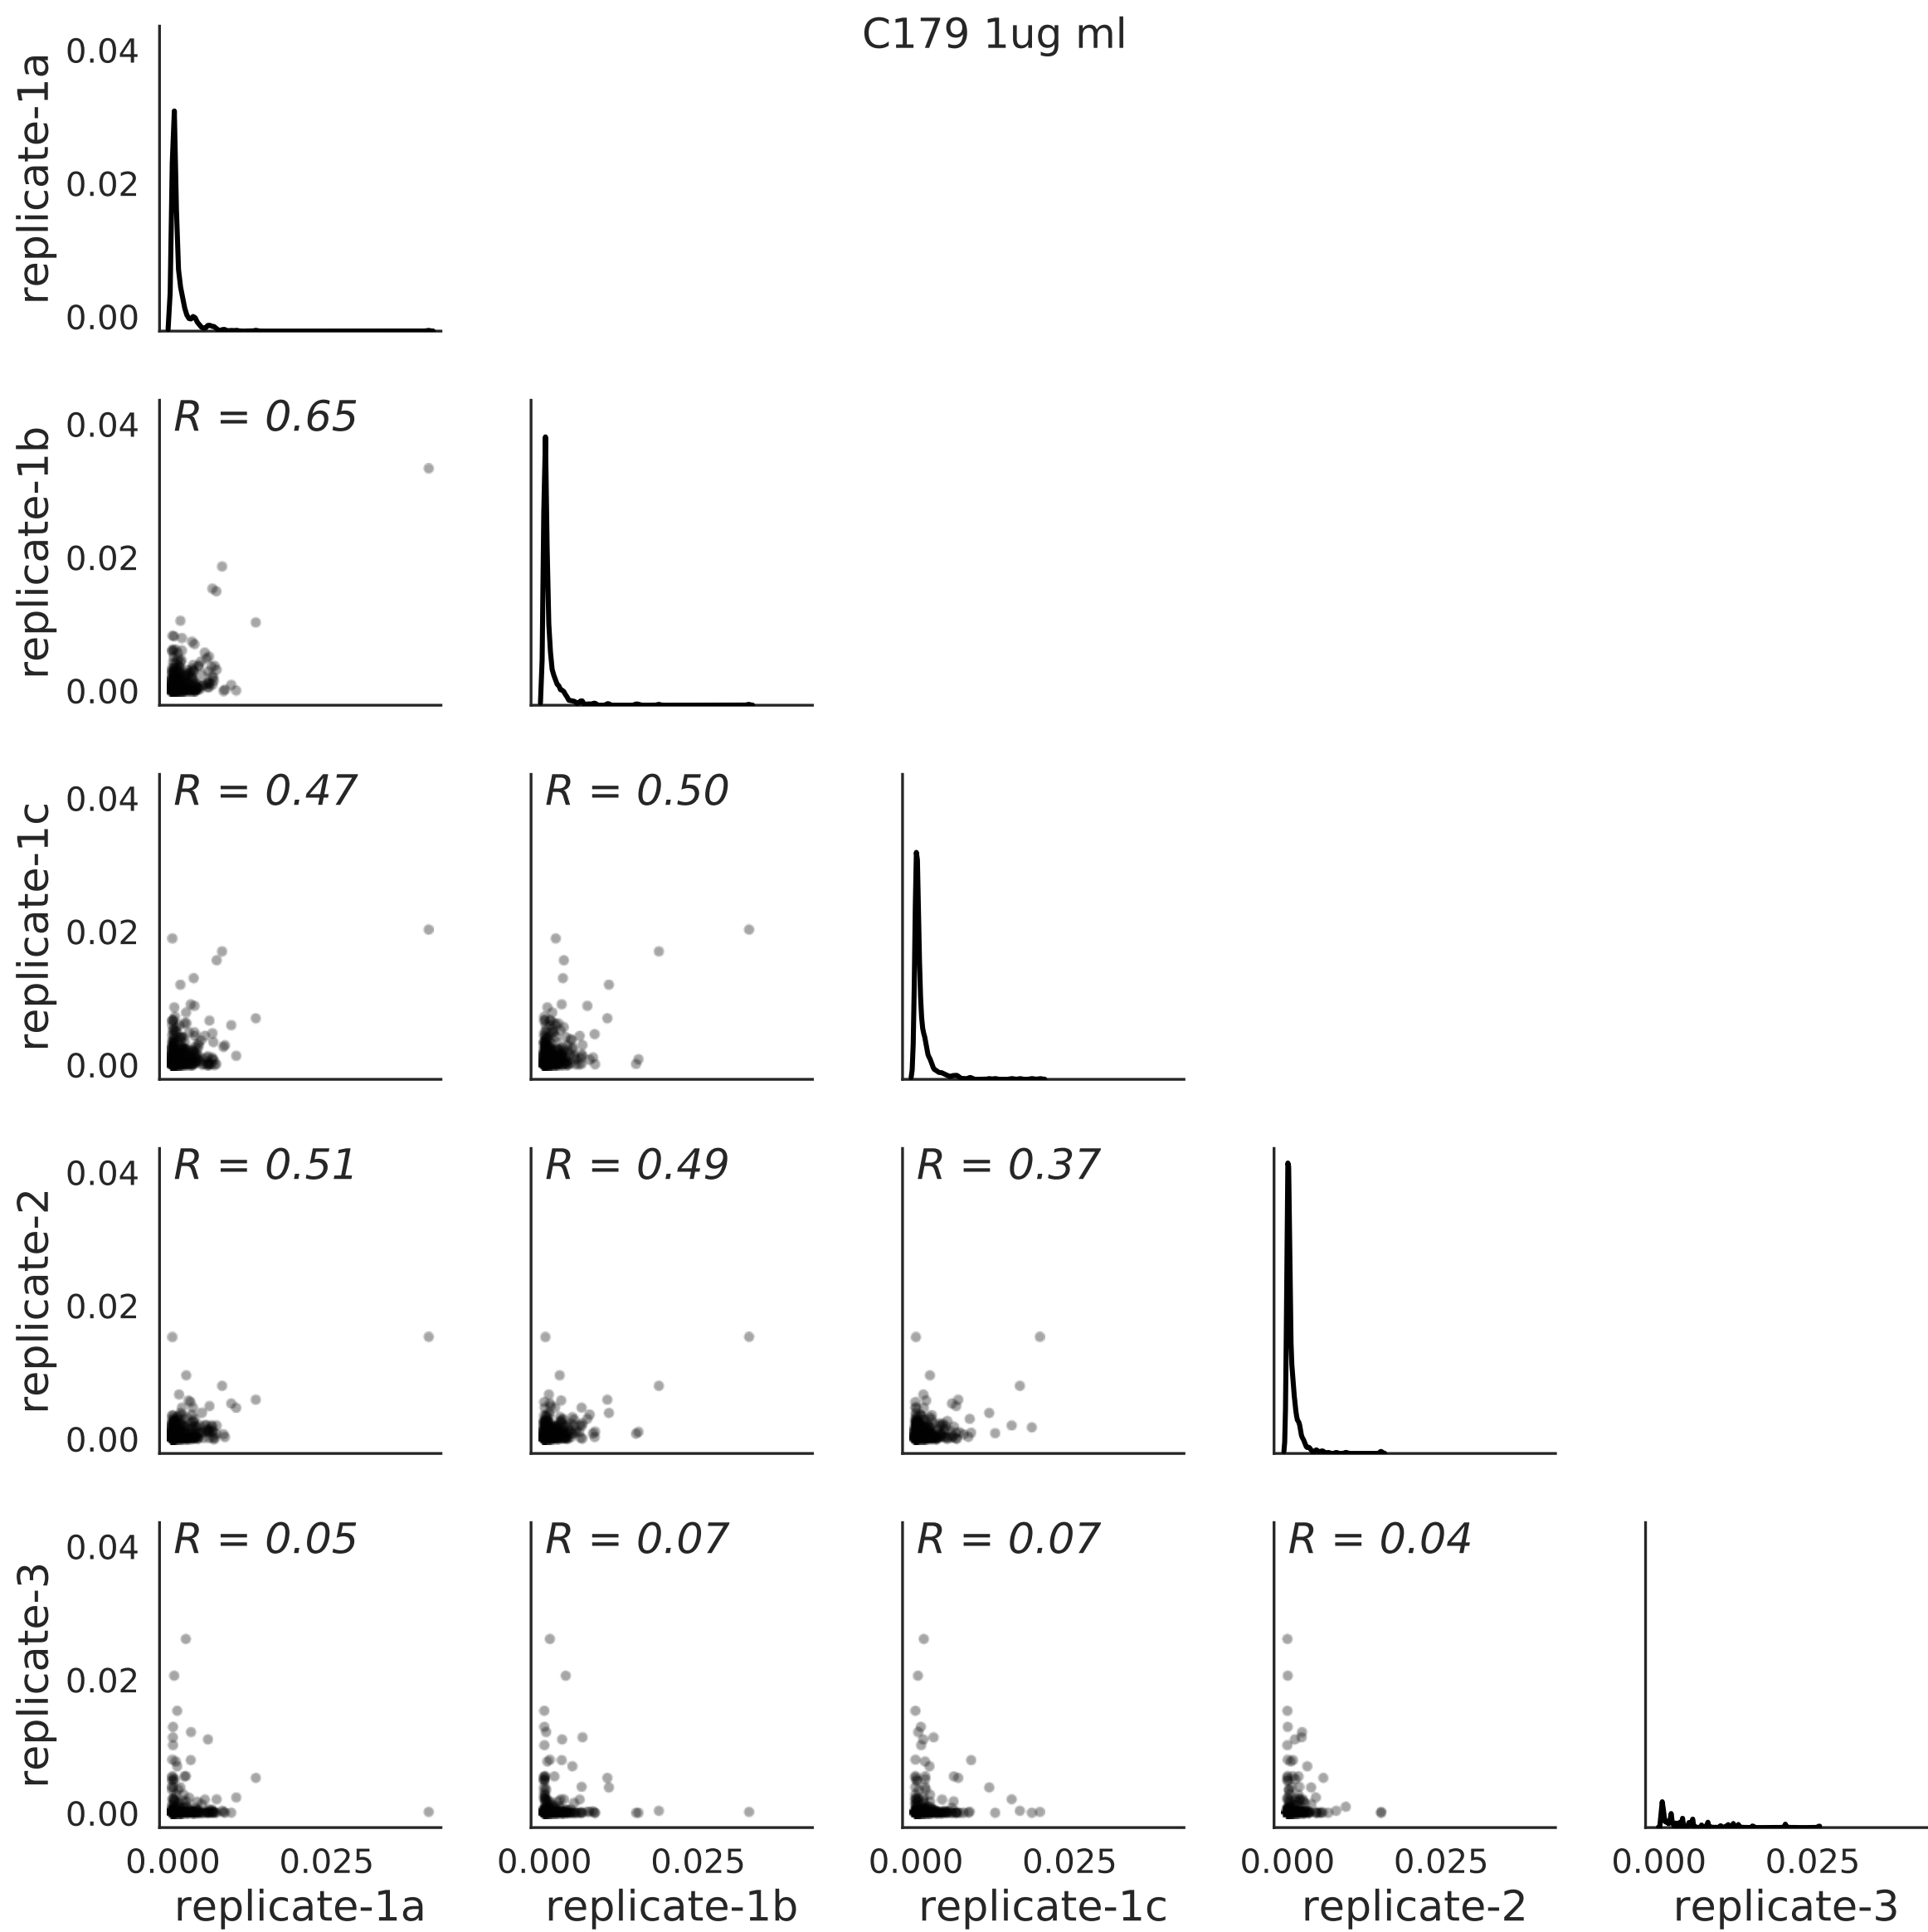 C179 1ug ml
replicate-1a
0.04
0.02
0.00
replicate-1b
0.04
0.02
0.00
R = 0.65
replicate-1c
0.04
0.02
0.00
R = 0.47
R = 0.50
replicate-2
0.04
0.02
0.00
R = 0.51
R = 0.49
R = 0.37
replicate-3
0.04
0.02
0.00
R = 0.05
R = 0.07
R = 0.07
R = 0.04
0.000 0.025
0.000 0.025
0.000 0.025
0.000 0.025
0.000 0.025
replicate-1a
replicate-1b
replicate-1c
replicate-2
replicate-3